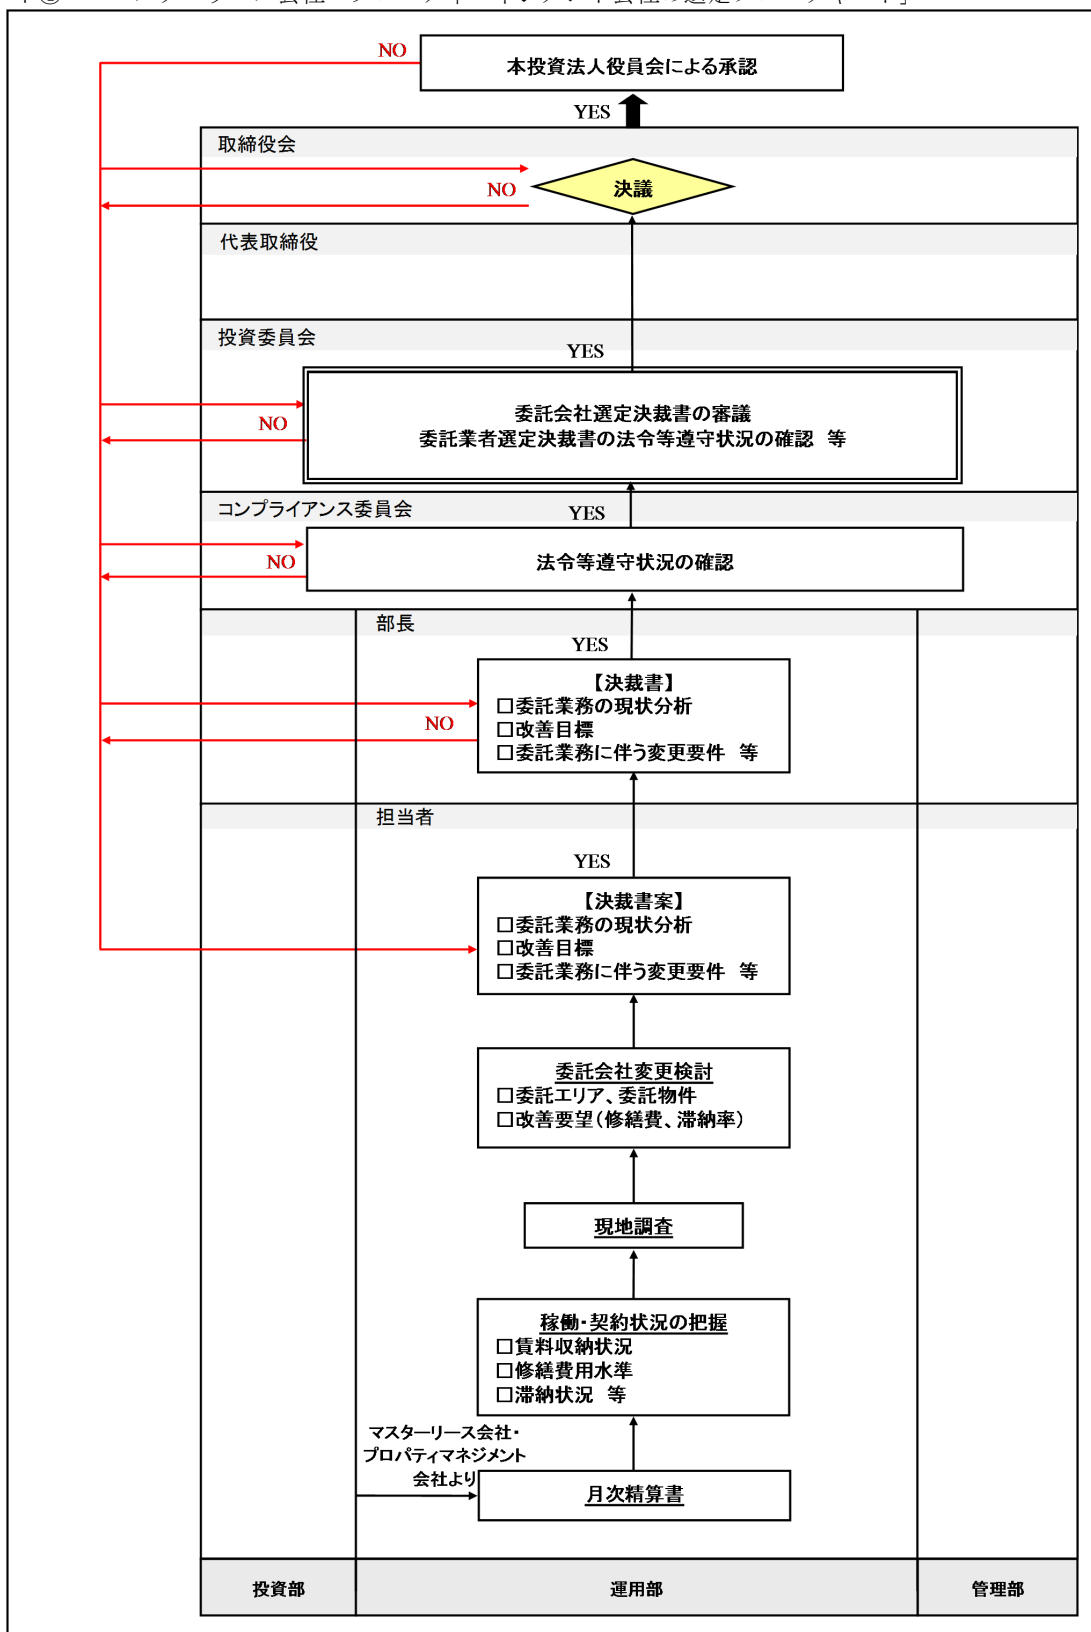 NO
本投資法人役員会による承認
YES
取締役会
NO
決議
代表取締役
投資委員会
YES
NO
委託会社選定決裁書の審議
委託業者選定決裁書の法令等遵守状況の確認　等
コンプライアンス委員会
YES
NO
法令等遵守状況の確認
部長
YES
【決裁書】
□委託業務の現状分析
NO
□改善目標
□委託業務に伴う変更要件　等
担当者
YES
【決裁書案】
□委託業務の現状分析
□改善目標
□委託業務に伴う変更要件　等
委託会社変更検討
□委託エリア、委託物件
□改善要望（修繕費、滞納率）
現地調査
稼働・契約状況の把握
□賃料収納状況
□修繕費用水準
□滞納状況　等
マスターリース会社・
プロパティマネジメント
会社より
月次精算書
投資部
運用部
管理部